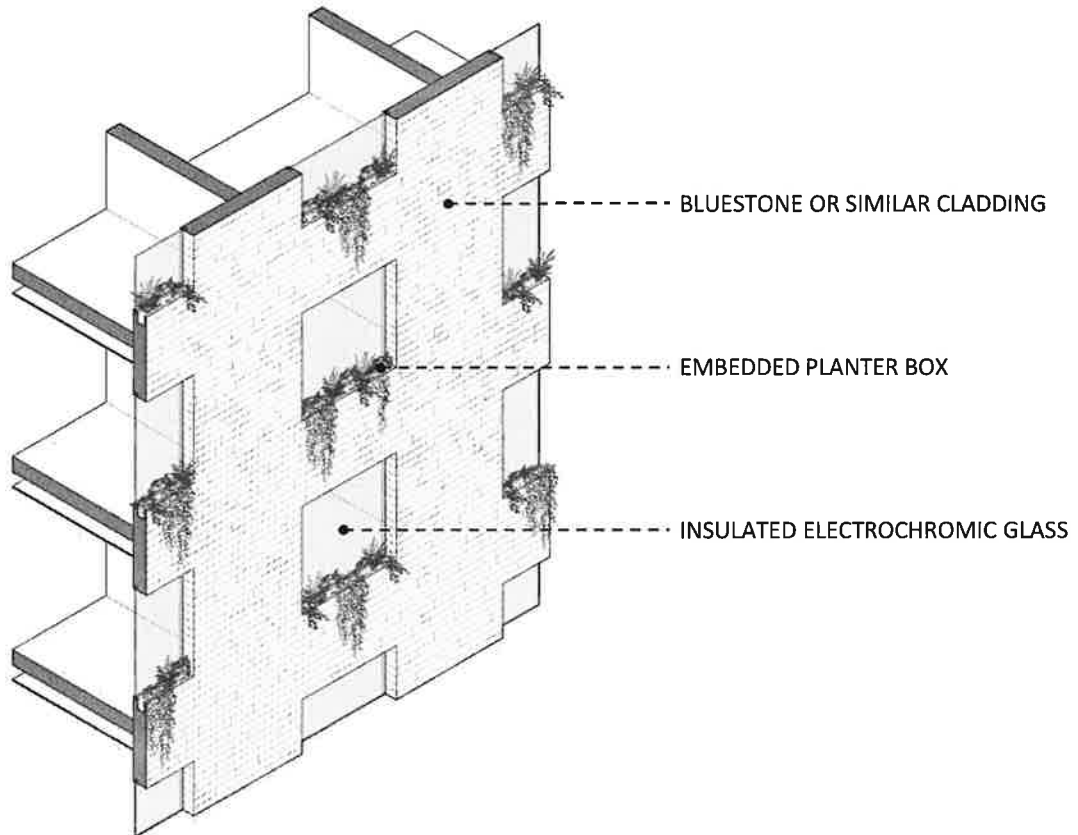 BLUESTONE OR SIMILAR CLADDING
EMBEDDED PLANTER BOX
INSULATED ELECTROCHROMIC GLASS